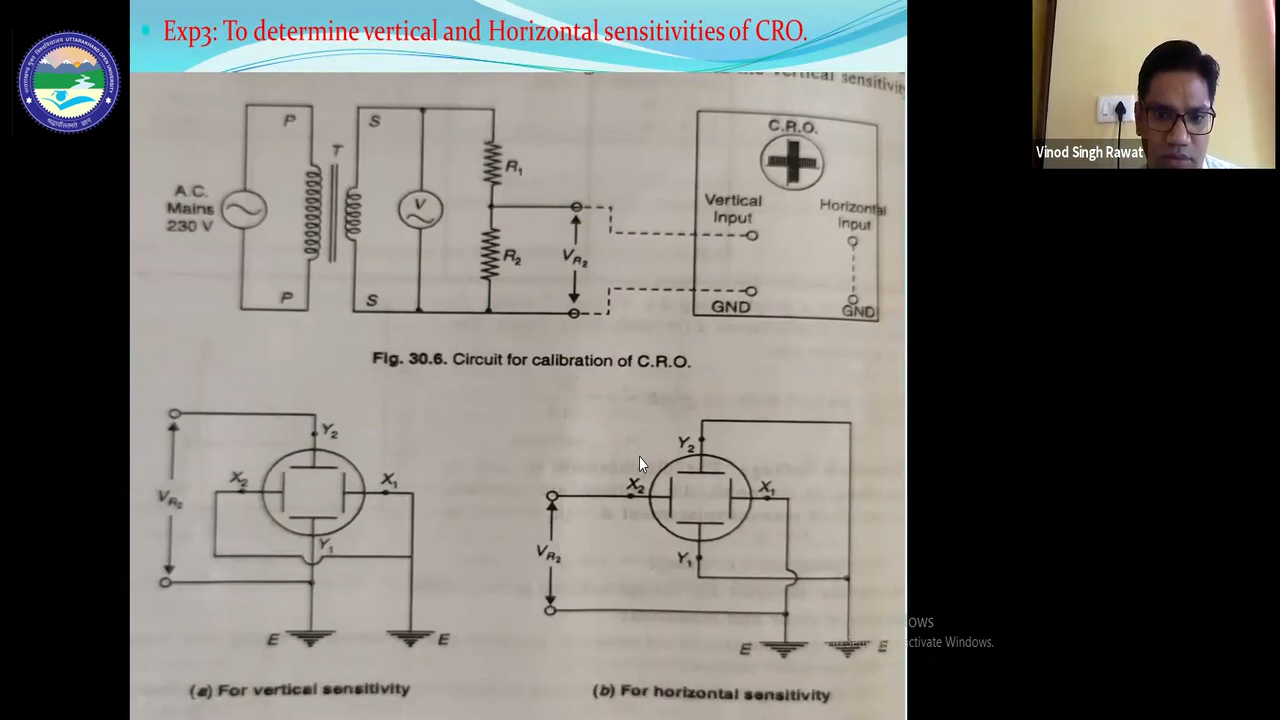 Exp3: To determine vertical and Horizontal sensitivities of CRO.
vertical sensitivity
P
S
T
C.R.O.
A.C.
Mains
230 V
V
R1
R2
VR2
Vertical
Input
Horizontal
Input
P
S
GND
GND
Fig. 30.6. Circuit for calibration of C.R.O.
Y2
X2
X1
VR2
Y1
E
E
(a) For vertical sensitivity
Y2
X2
X1
VR2
Y1
E
E
(b) For horizontal sensitivity
Vinod Singh Rawat